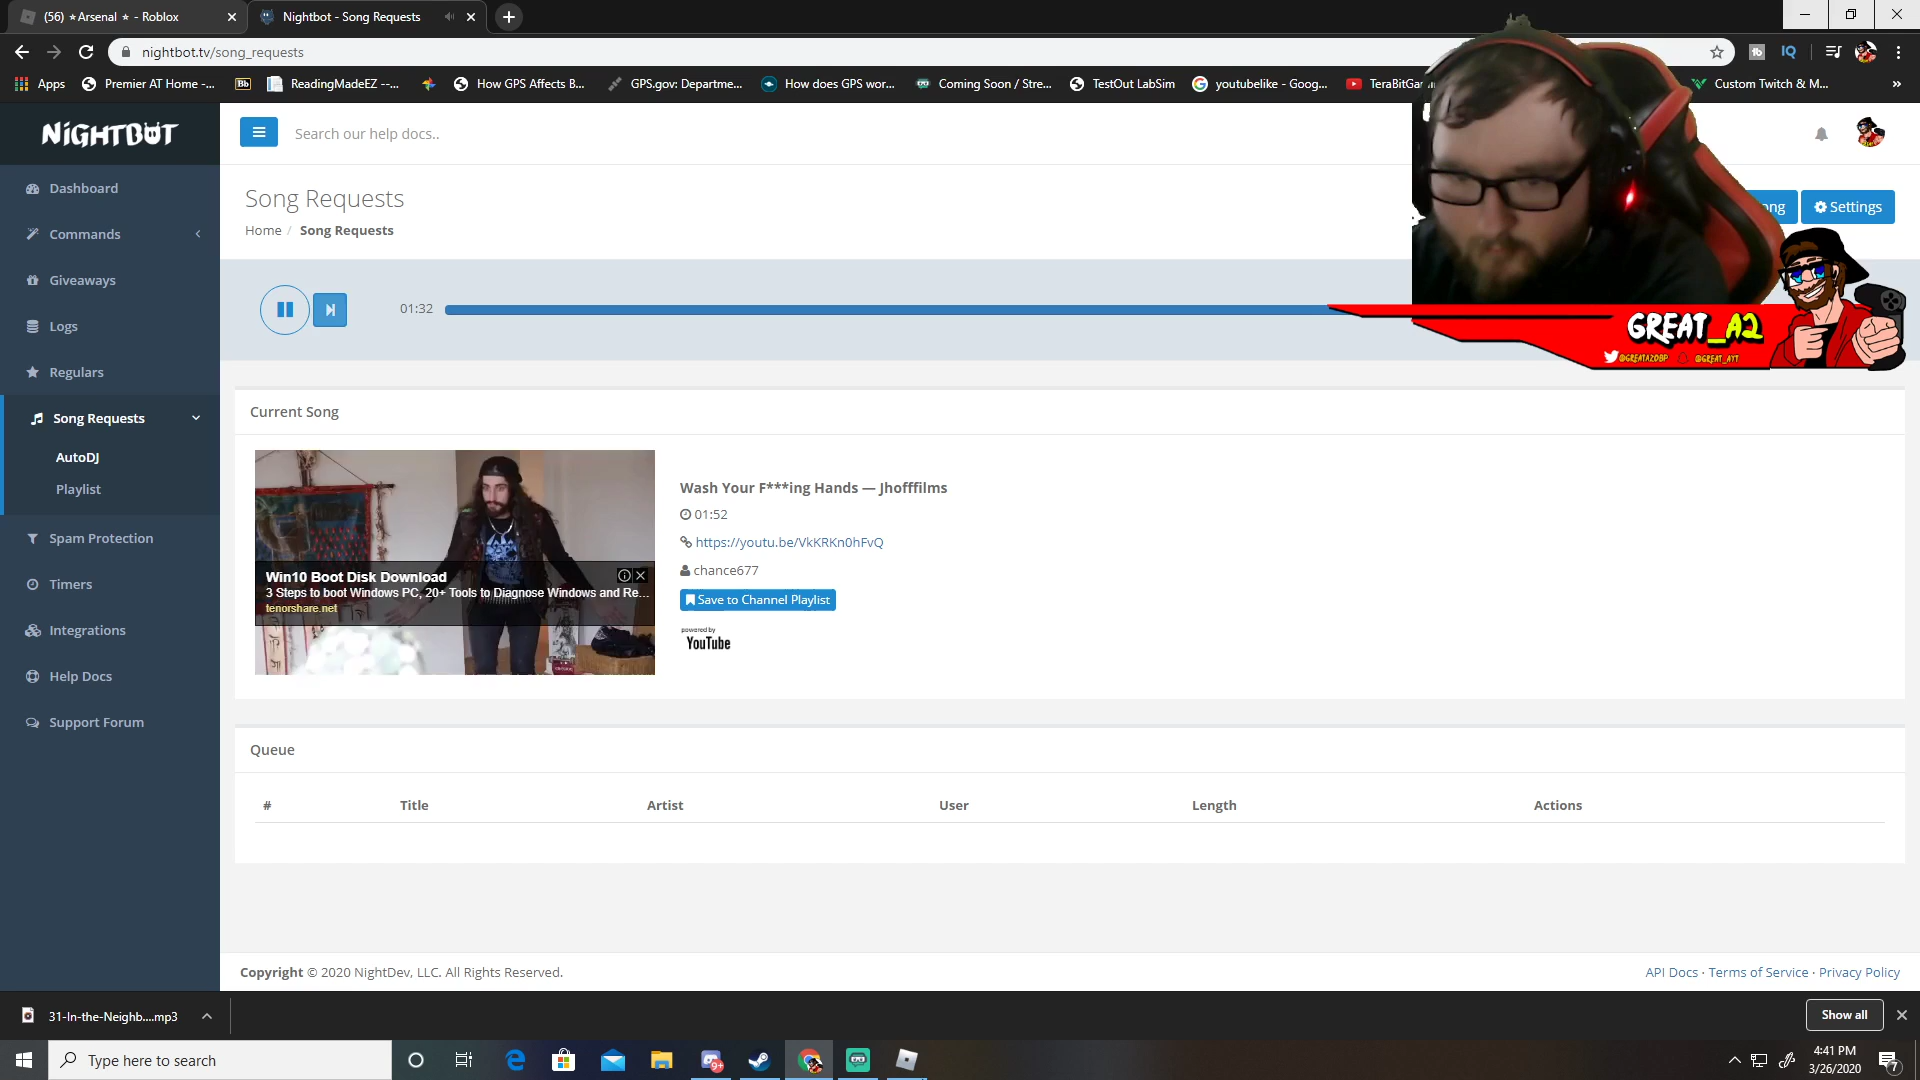 (56) ⭑Arsenal ⭑ - Roblox
Nightbot - Song Requests
nightbot.tv/song_requests
Apps
Premier AT Home -...
Bb
ReadingMadeEZ --...
How GPS Affects B...
GPS.gov: Departme...
How does GPS wor...
Coming Soon / Stre...
TestOut LabSim
youtubelike - Goog...
TeraBitGa
Custom Twitch & M...
NiGHTBOT
Search our help docs..
Dashboard
Commands
Giveaways
Logs
Regulars
Song Requests
AutoDJ
Playlist
Spam Protection
Timers
Integrations
Help Docs
Support Forum
Song Requests
Home / Song Requests
Settings
01:32
GREAT_A2
@GREATA2DBP
@GREAT_AYT
Current Song
Win10 Boot Disk Download
3 Steps to boot Windows PC, 20+ Tools to Diagnose Windows and Re...
tenorshare.net
Wash Your F***ing Hands — Jhofffilms
01:52
https://youtu.be/VkKRKn0hFvQ
chance677
Save to Channel Playlist
powered by
YouTube
Queue
# Title Artist User Length Actions
Copyright © 2020 NightDev, LLC. All Rights Reserved.
API Docs · Terms of Service · Privacy Policy
31-In-the-Neighb....mp3
Show all
Type here to search
9+
4:41 PM
3/26/2020
7